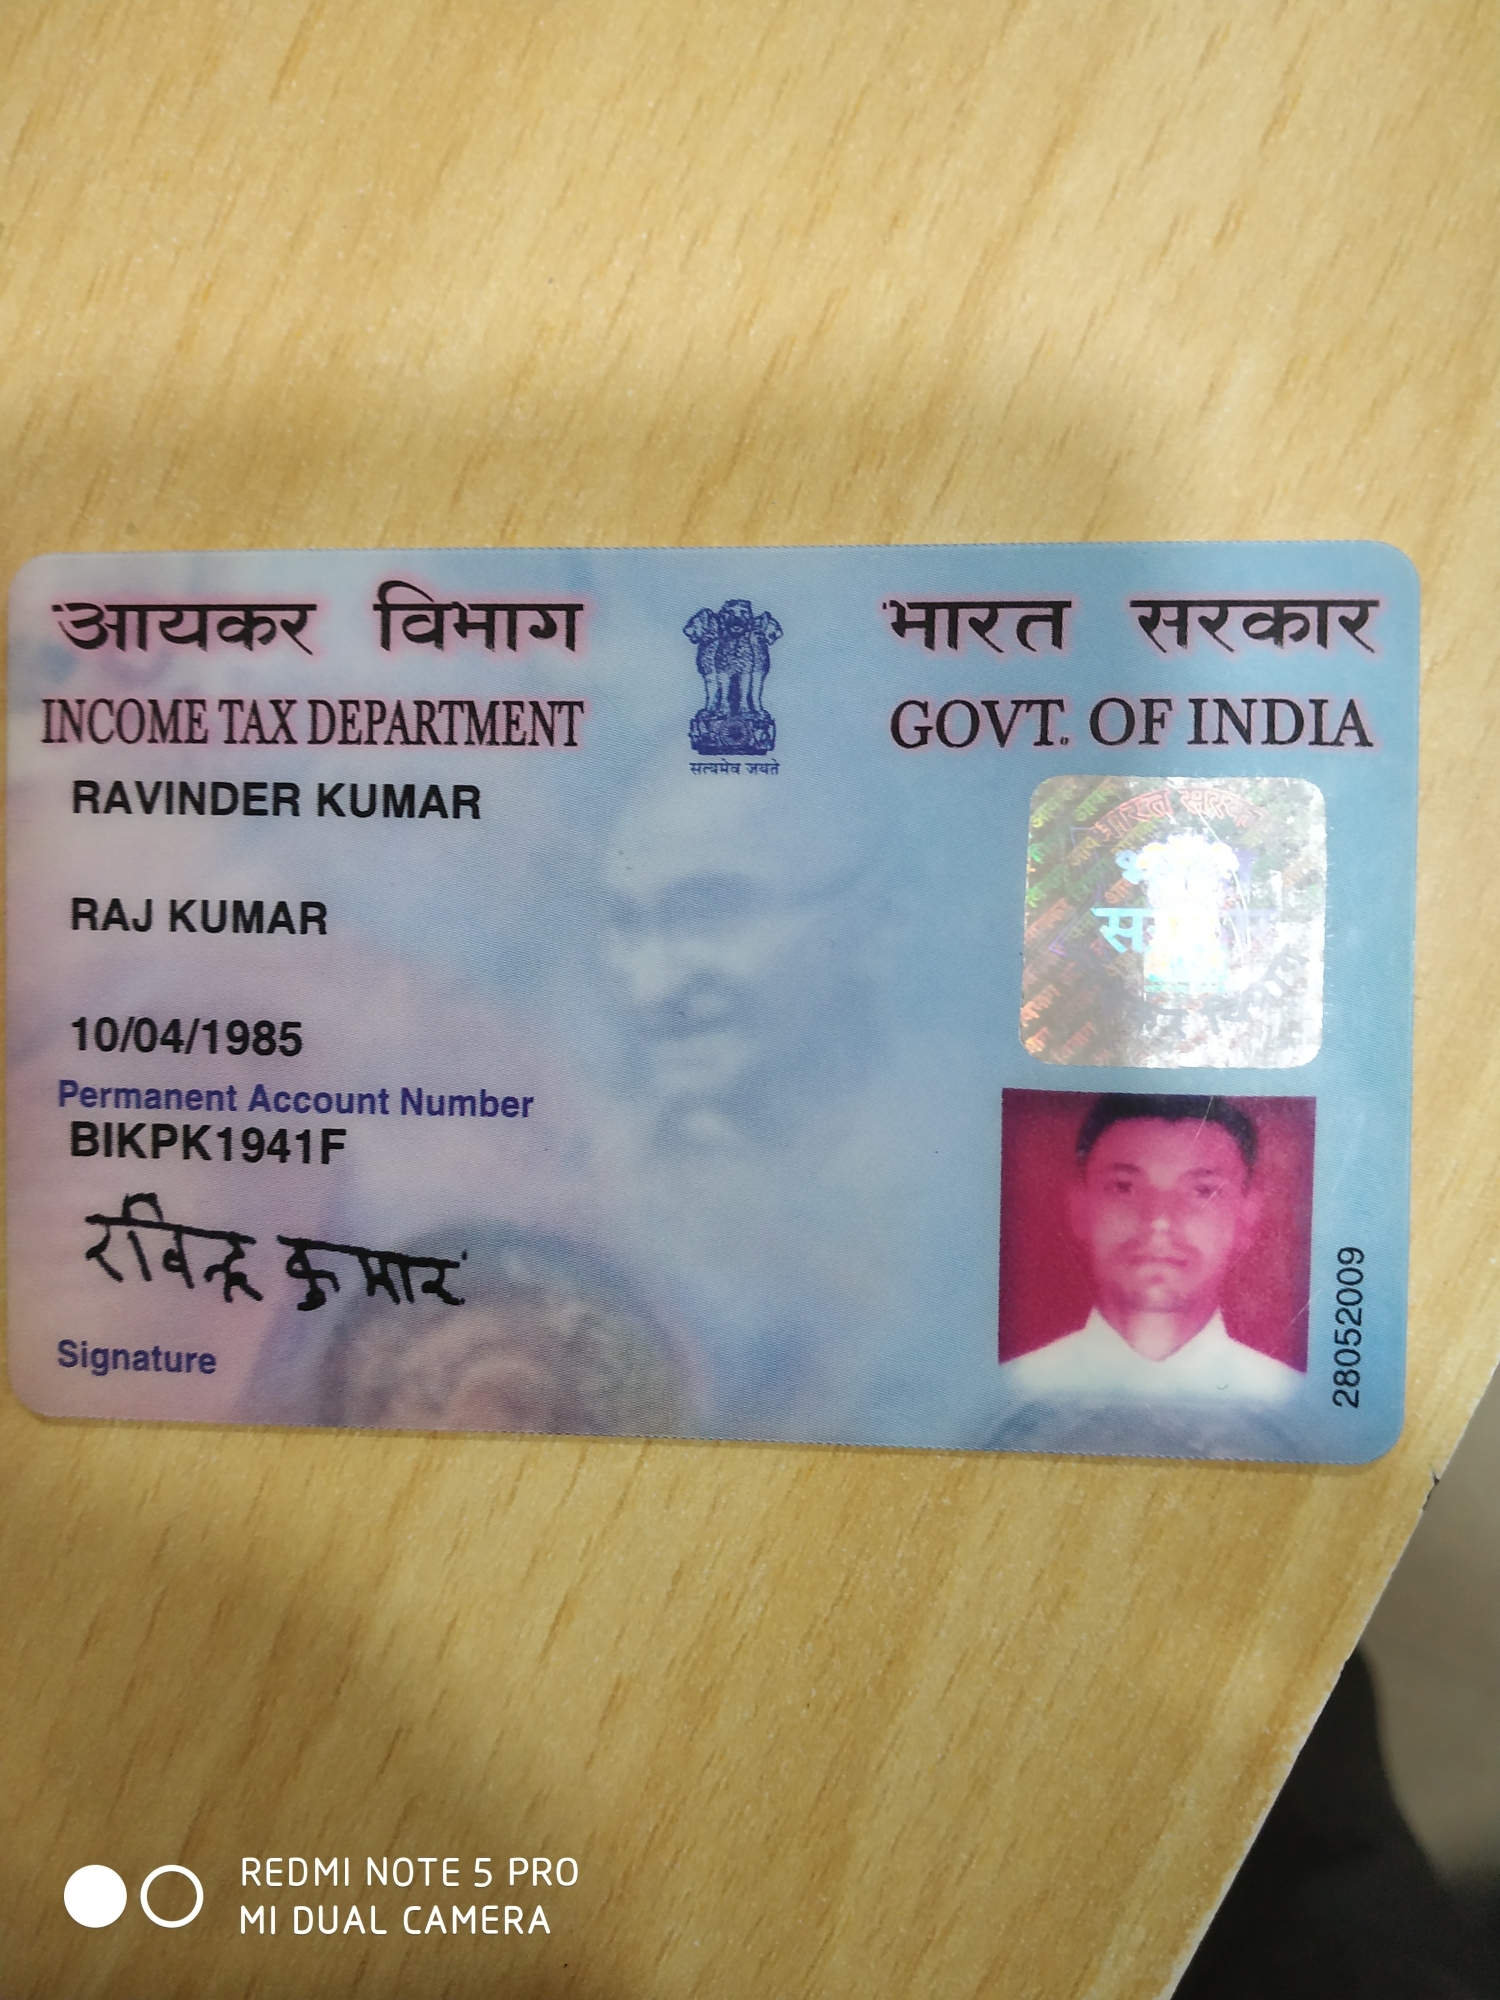 आयकर विभाग
INCOME TAX DEPARTMENT
सत्यमेव जयते
भारत सरकार
GOVT. OF INDIA
RAVINDER KUMAR
RAJ KUMAR
10/04/1985
Permanent Account Number
BIKPK1941F
रविन्द्र कुमार
Signature
28052009
REDMI NOTE 5 PRO
MI DUAL CAMERA